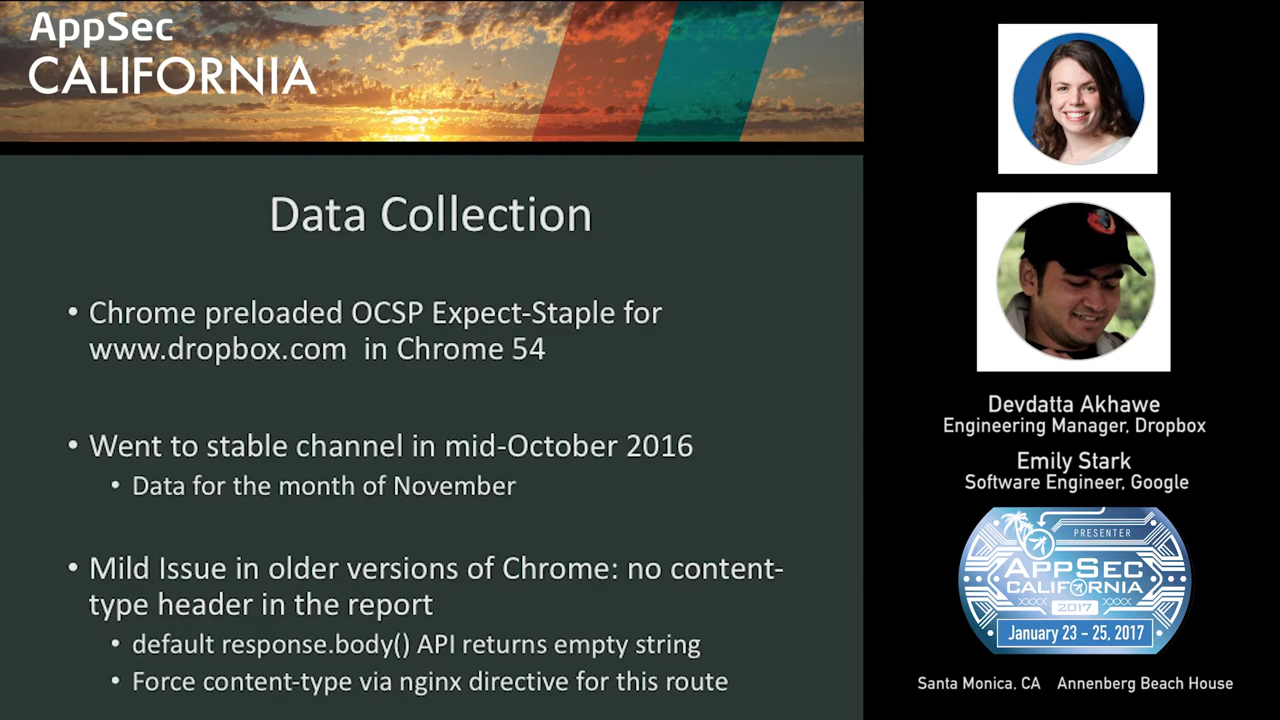 AppSec
CALIFORNIA
Data Collection
• Chrome preloaded OCSP Expect-Staple for
www.dropbox.com in Chrome 54
• Went to stable channel in mid-October 2016
• Data for the month of November
• Mild Issue in older versions of Chrome: no content-
type header in the report
• default response.body() API returns empty string
• Force content-type via nginx directive for this route
Devdatta Akhawe
Engineering Manager, Dropbox
Emily Stark
Software Engineer, Google
PRESENTER
APPSEC
CALIFORNIA
2017
January 23 - 25, 2017
Santa Monica, CA Annenberg Beach House